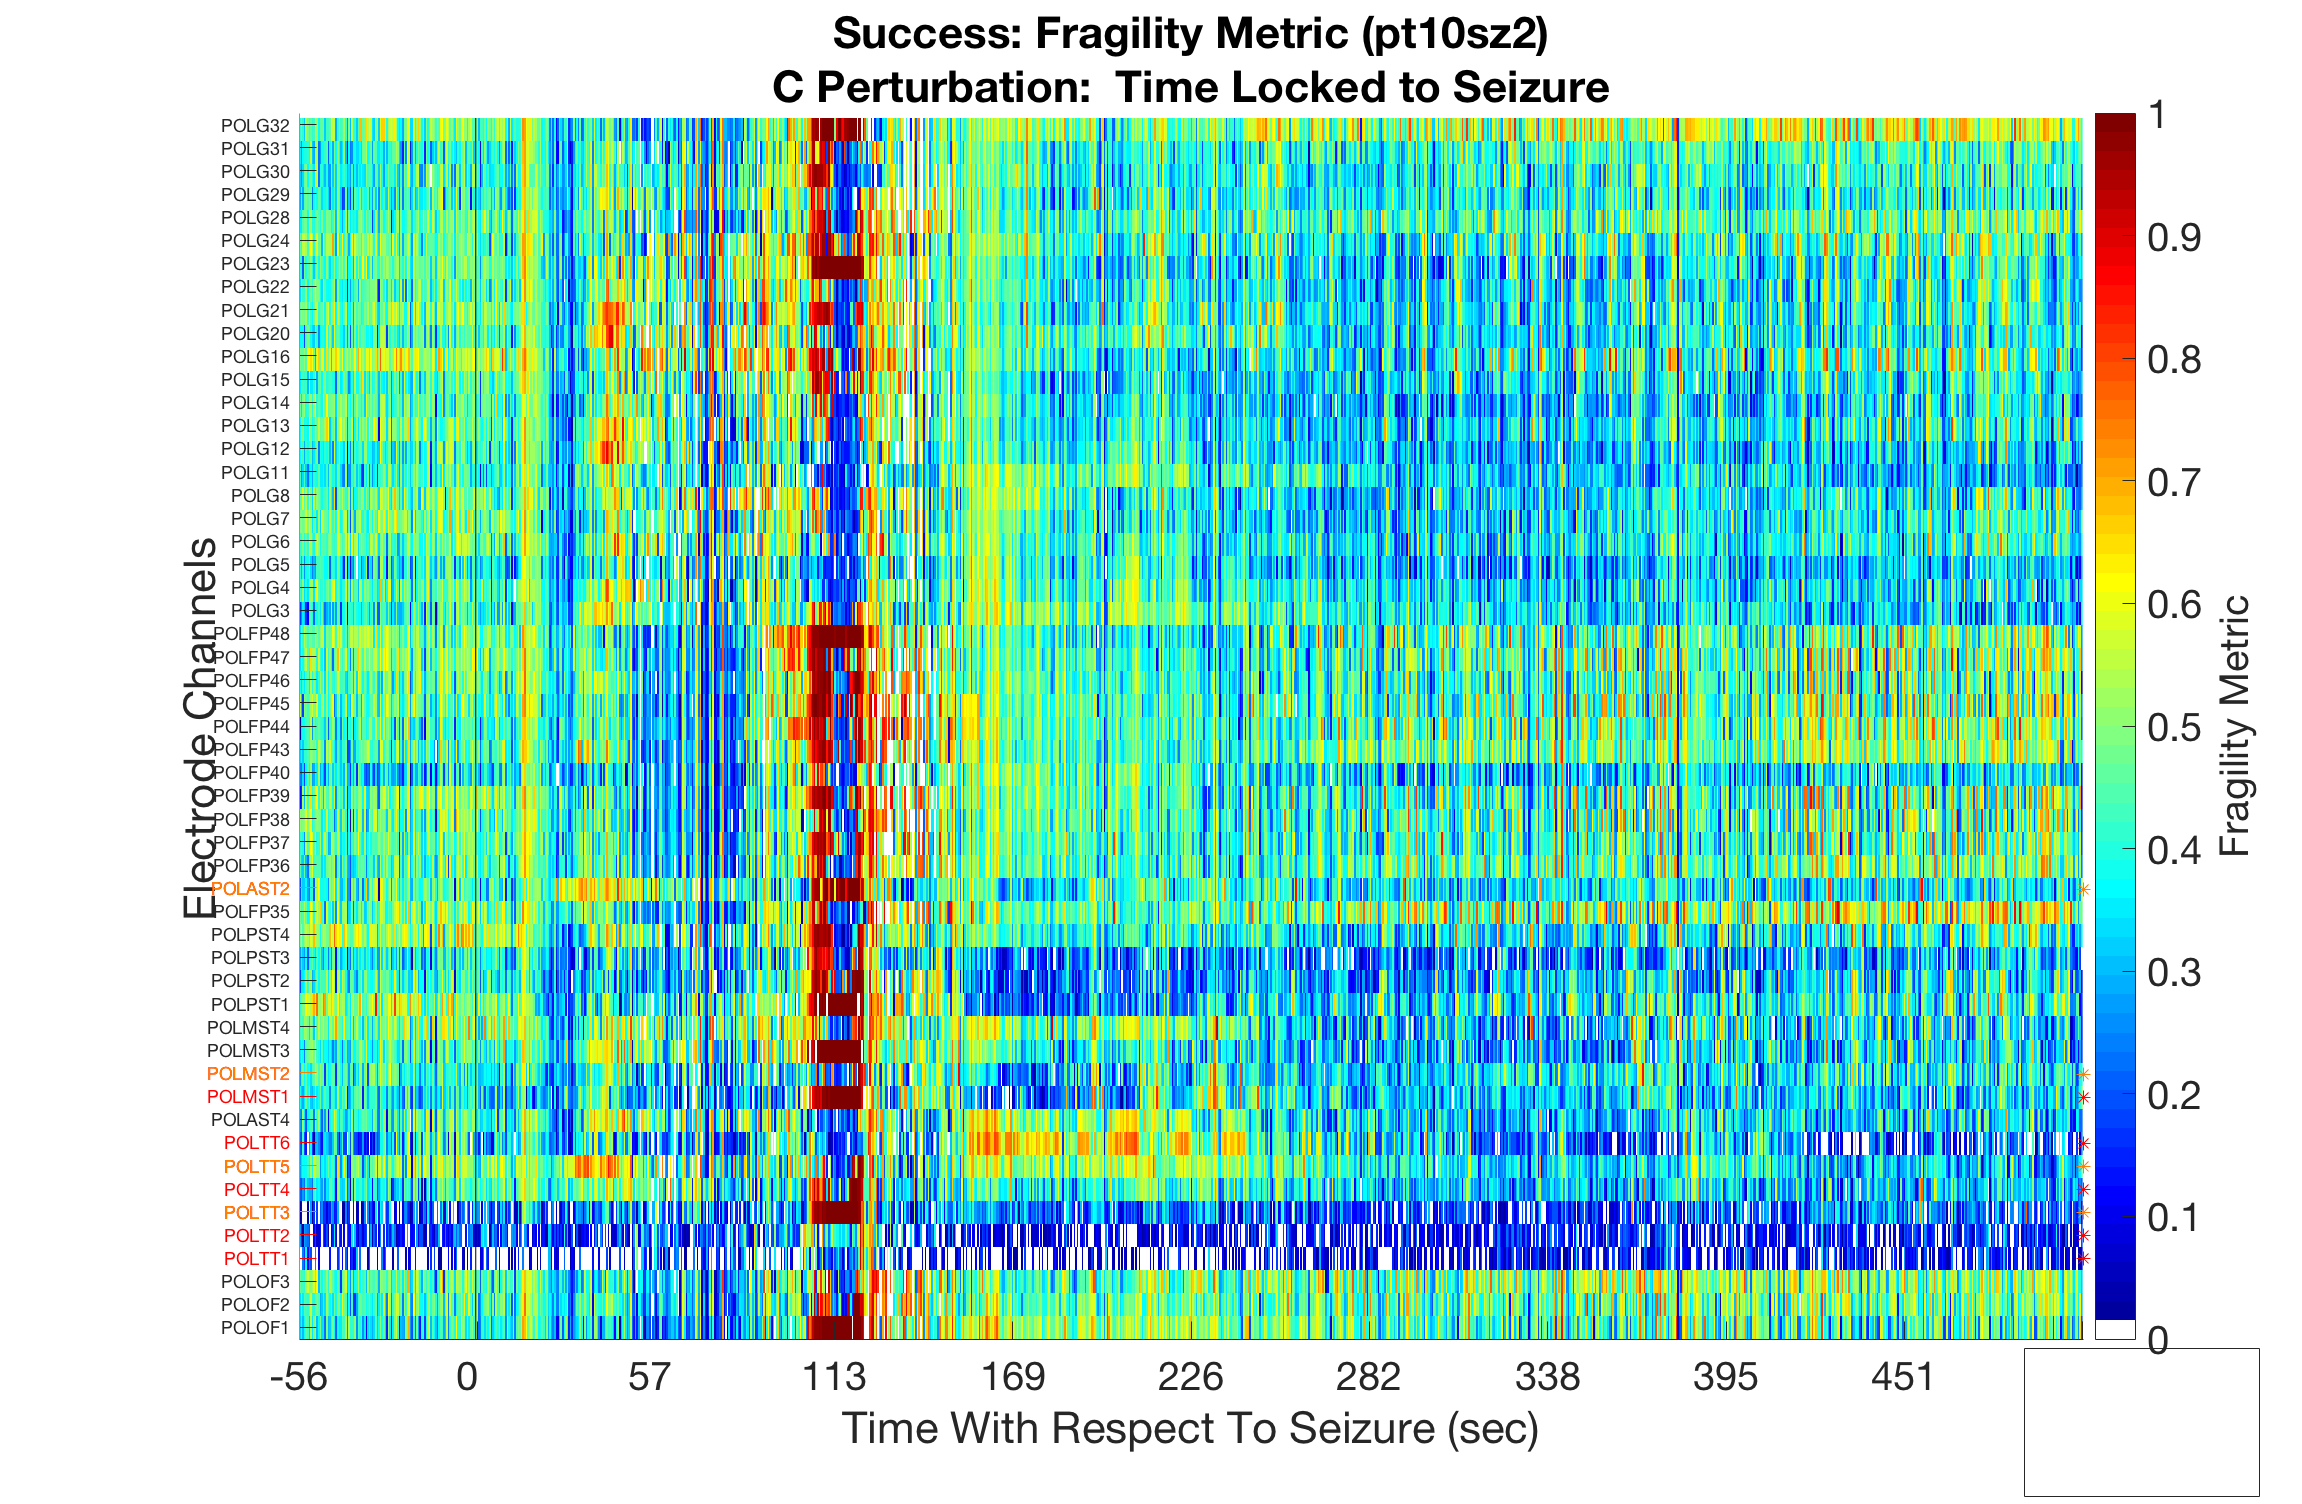 Success: Fragility Metric (pt10sz2)
C Perturbation:  Time Locked to Seizure
Electrode Channels
POLG32
POLG31
POLG30
POLG29
POLG28
POLG24
POLG23
POLG22
POLG21
POLG20
POLG16
POLG15
POLG14
POLG13
POLG12
POLG11
POLG8
POLG7
POLG6
POLG5
POLG4
POLG3
POLFP48
POLFP47
POLFP46
POLFP45
POLFP44
POLFP43
POLFP40
POLFP39
POLFP38
POLFP37
POLFP36
POLAST2
POLFP35
POLPST4
POLPST3
POLPST2
POLPST1
POLMST4
POLMST3
POLMST2
POLMST1
POLAST4
POLTT6
POLTT5
POLTT4
POLTT3
POLTT2
POLTT1
POLOF3
POLOF2
POLOF1
-56 0 57 113 169 226 282 338 395 451
Time With Respect To Seizure (sec)
1
0.9
0.8
0.7
0.6
0.5
0.4
0.3
0.2
0.1
0
Fragility Metric